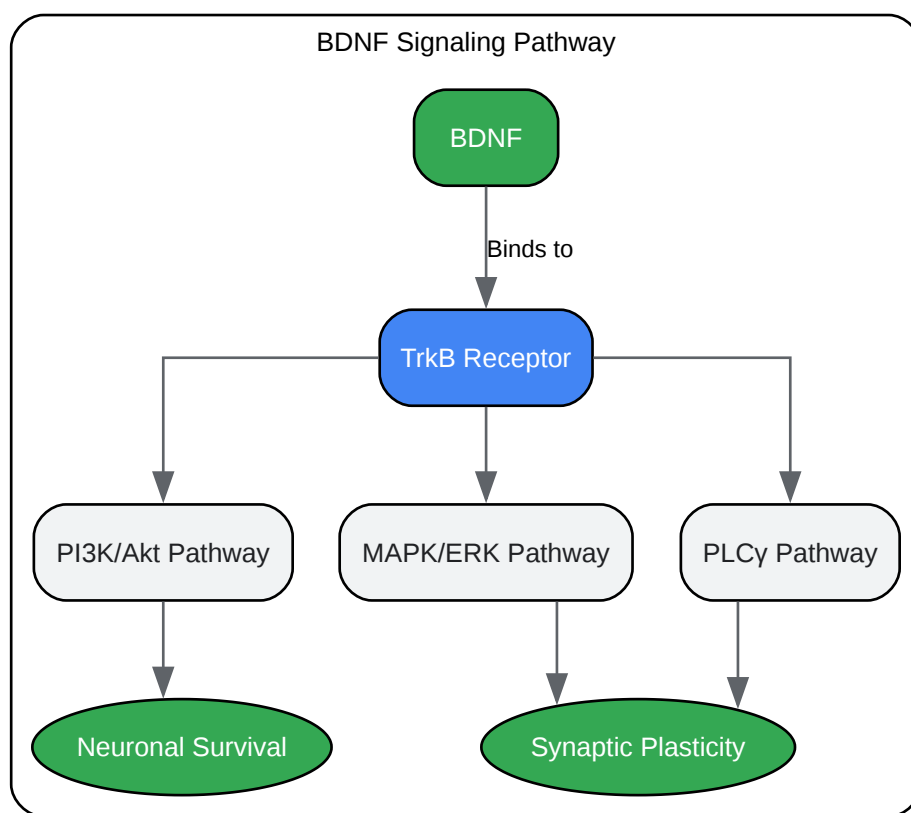 BDNF Signaling Pathway
BDNF
Binds to
TrkB Receptor
PI3K/Akt Pathway
MAPK/ERK Pathway
PLCγ Pathway
Neuronal Survival
Synaptic Plasticity